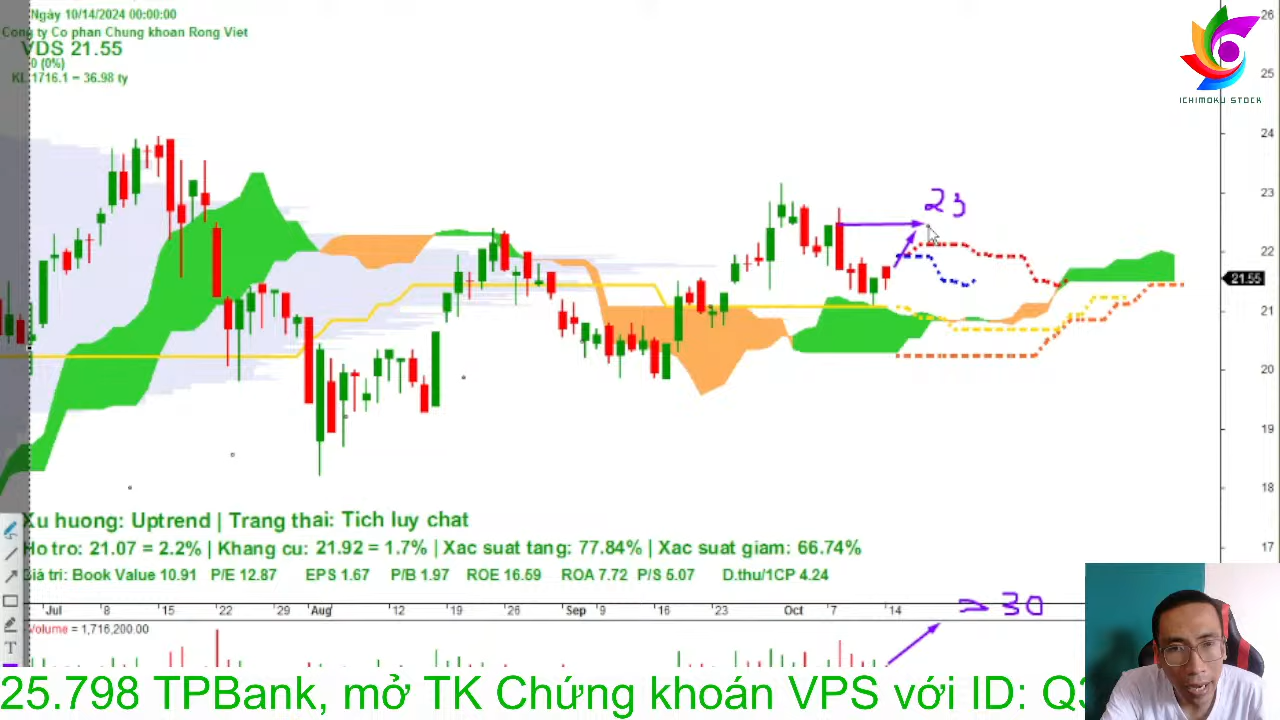 Ngày 10/14/2024 00:00:00
Cong ty Co phan Chung khoan Rong Viet
VDS 21.55
0 (0%)
KL 1716.1 = 36.98 ty
ICHIMOKU STOCK
26
25
24
23
22
21.55
21
20
19
18
17
23
Xu huong: Uptrend | Trang thai: Tich luy chat
Ho tro: 21.07 = 2.2% | Khang cu: 21.92 = 1.7% | Xac suat tang: 77.84% | Xac suat giam: 66.74%
Giá trị: Book Value 10.91 P/E 12.87 EPS 1.67 P/B 1.97 ROE 16.59 ROA 7.72 P/S 5.07 D.thu/1CP 4.24
Jul 8 15 22 29 Aug 12 19 26 Sep 9 16 23 Oct 7 14
30
Volume = 1,716,200.00
T
25.798 TPBank, mở TK Chứng khoán VPS với ID: Q